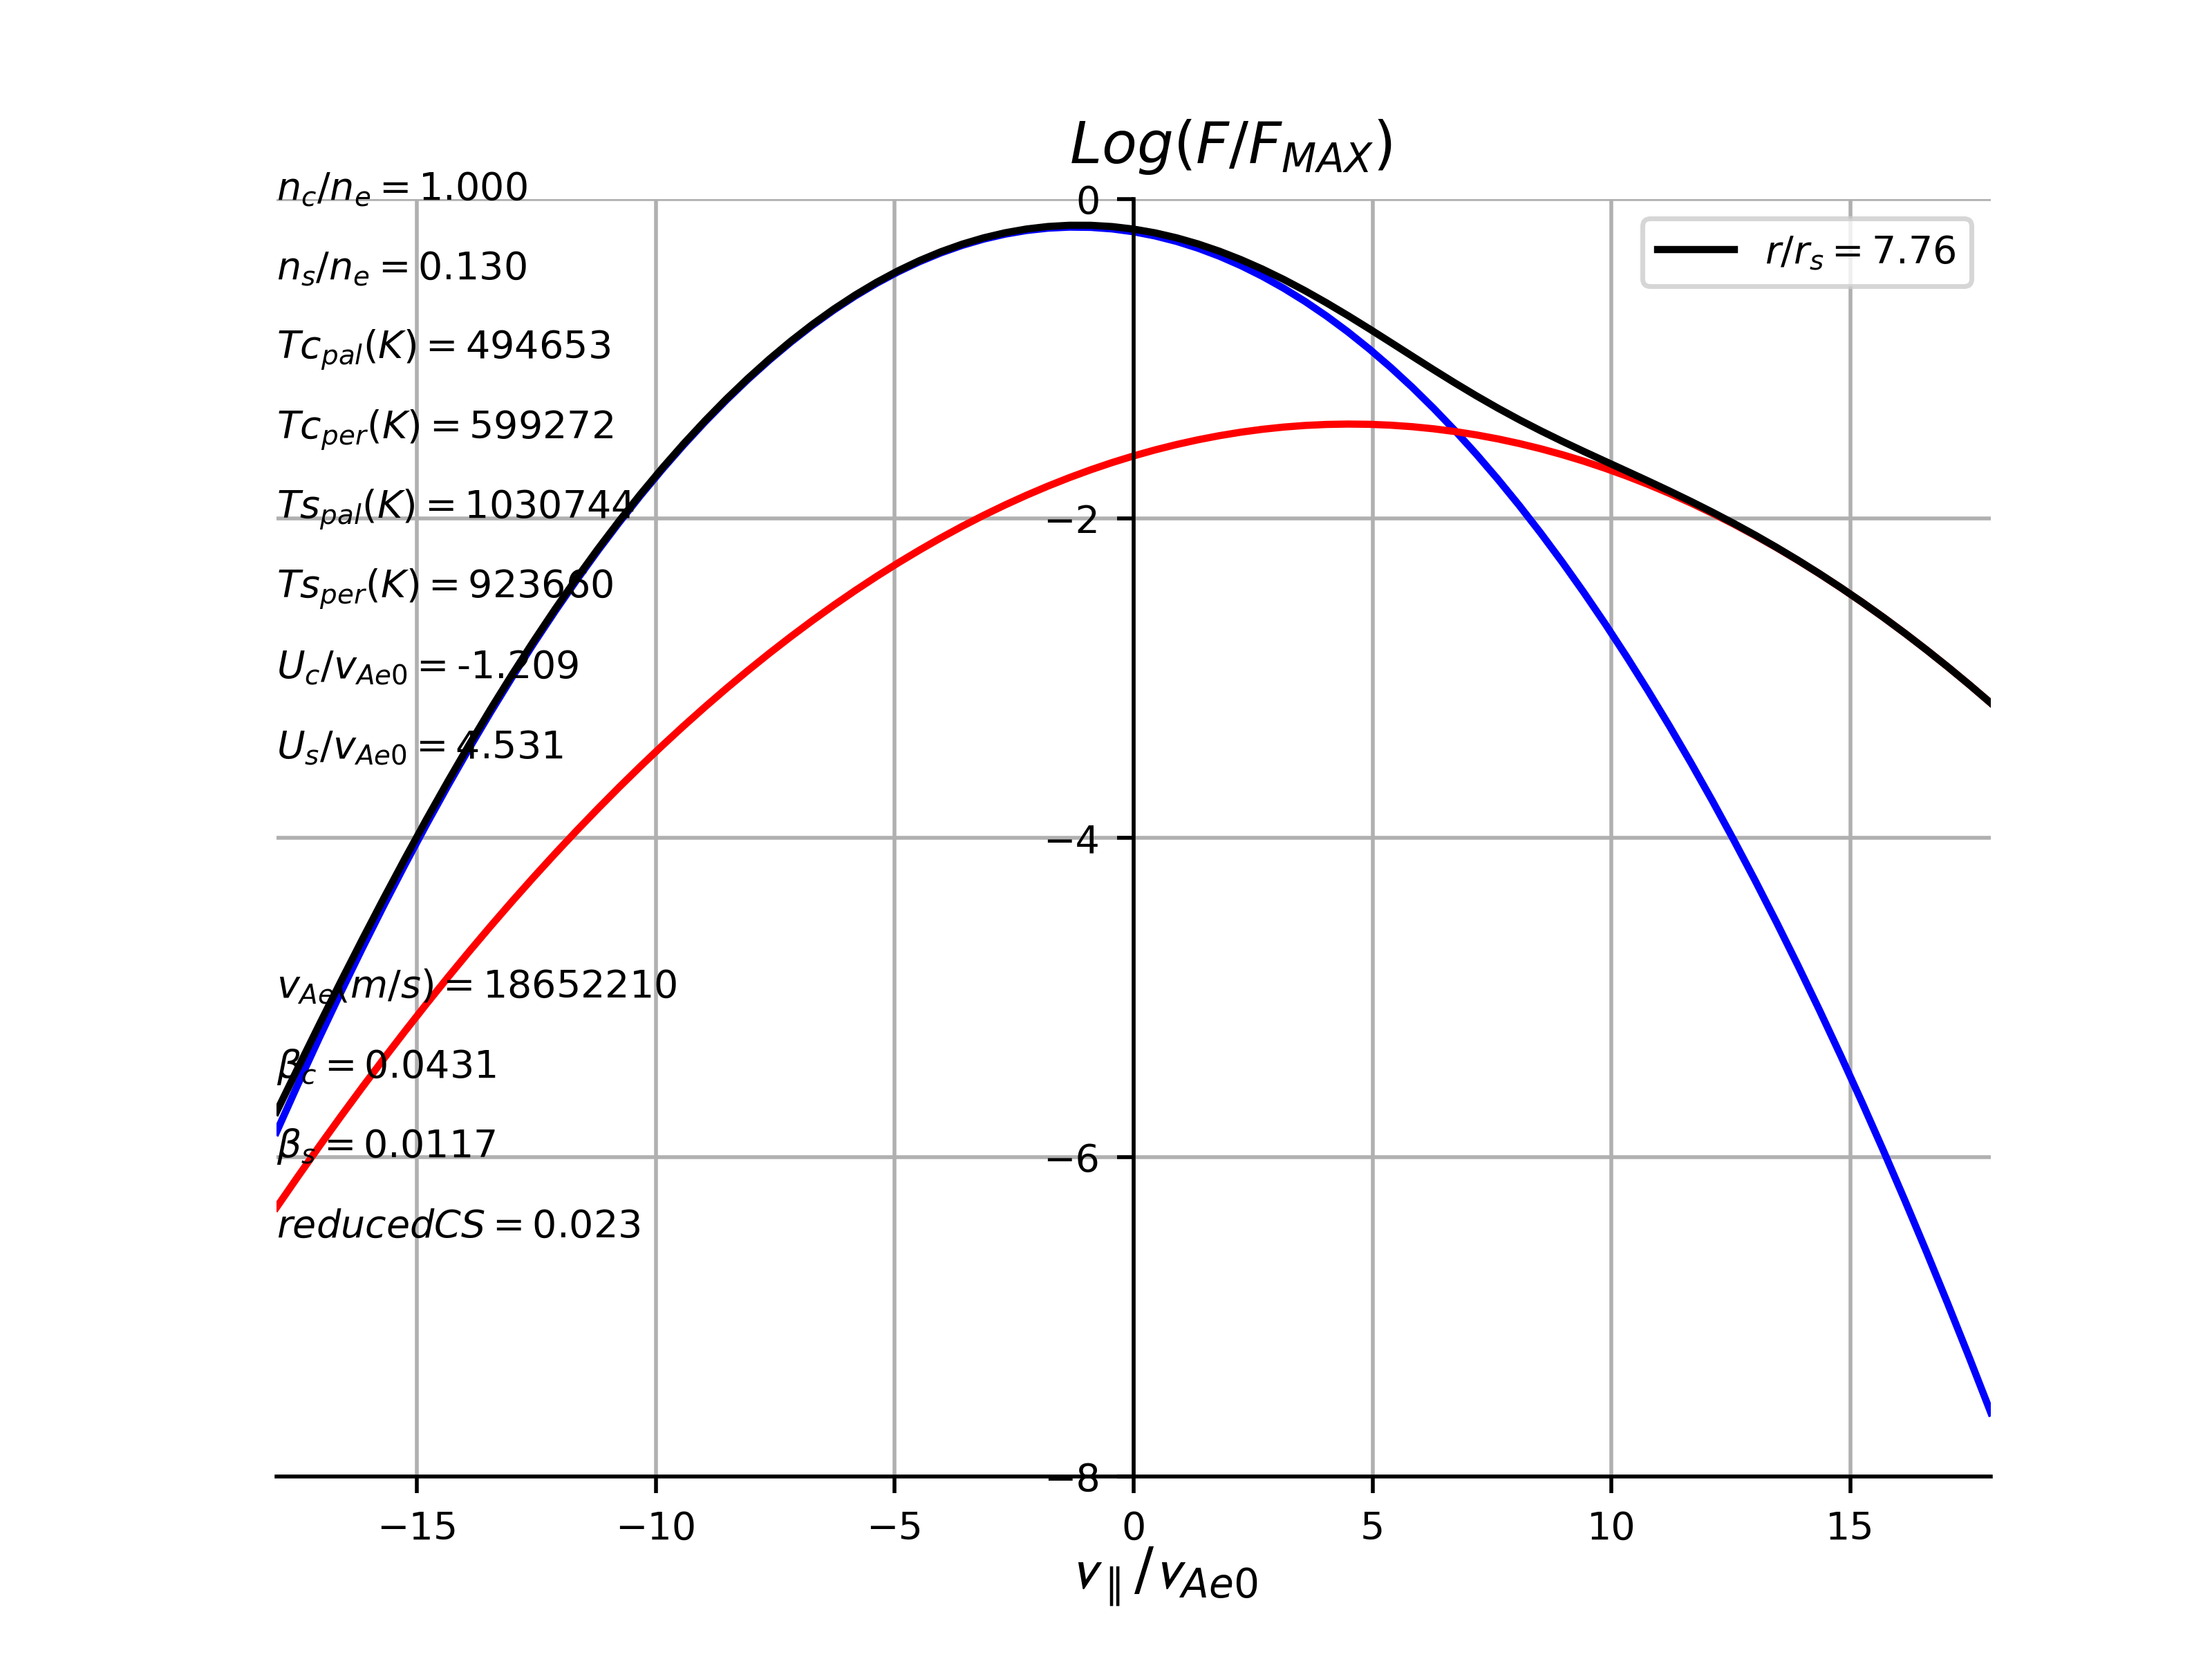 Log(F/F_MAX)
n_c/n_e = 1.000
n_s/n_e = 0.130
Tc_pal(K) = 494653
Tc_per(K) = 599272
Ts_pal(K) = 1030744
Ts_per(K) = 923660
U_c/v_Ae0 = -1.209
U_s/v_Ae0 = 4.531
v_Ae(m/s) = 18652210
β_c = 0.0431
β_s = 0.0117
reducedCS = 0.023
r/r_s = 7.76
0
−2
−4
−6
−8
−15 −10 −5 0 5 10 15
v_∥/v_Ae0